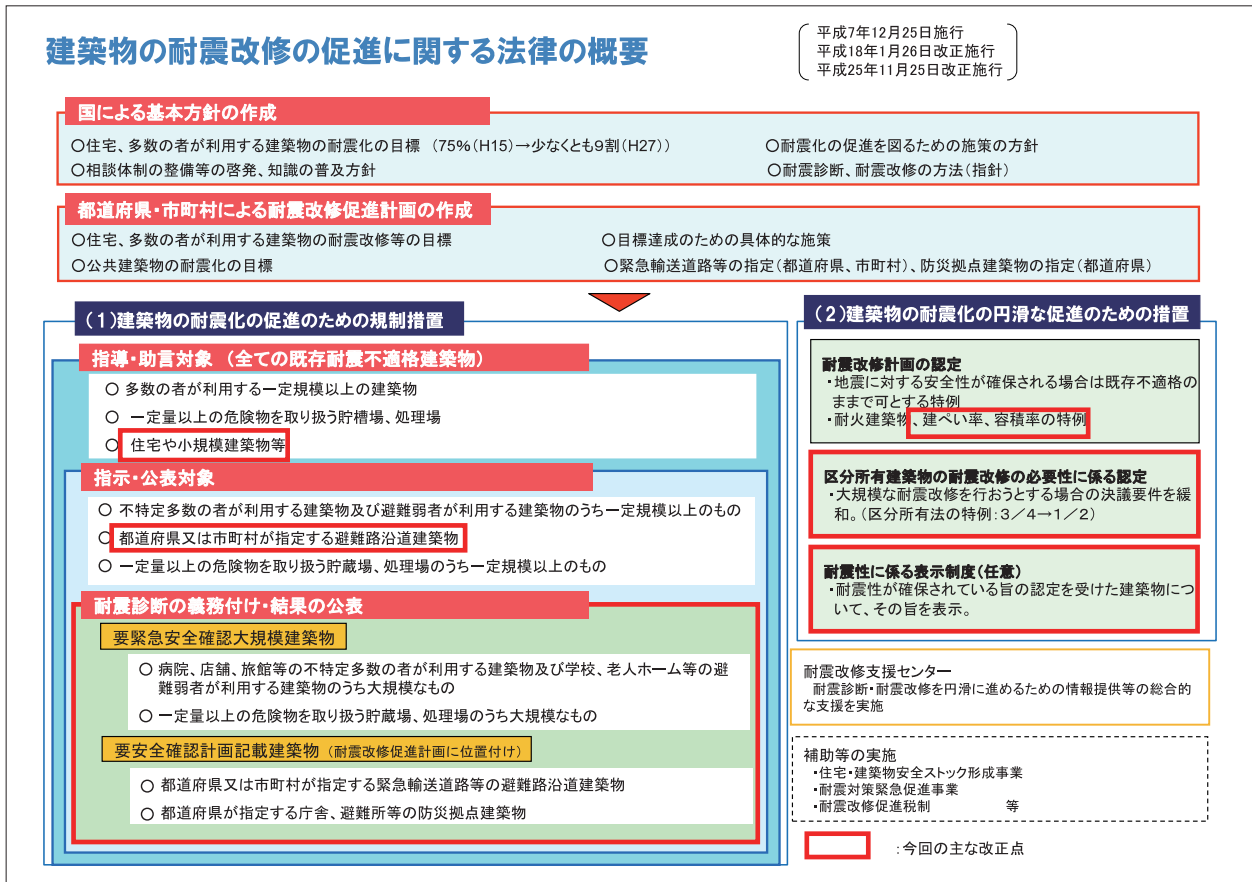 建築物の耐震改修の促進に関する法律の概要
平成7年12月25日施行
平成18年1月26日改正施行
平成25年11月25日改正施行
国による基本方針の作成
○住宅、多数の者が利用する建築物の耐震化の目標 (75%(H15)→少なくとも9割(H27))
○耐震化の促進を図るための施策の方針
○相談体制の整備等の啓発、知識の普及方針
○耐震診断、耐震改修の方法(指針)
都道府県・市町村による耐震改修促進計画の作成
○住宅、多数の者が利用する建築物の耐震改修等の目標
○目標達成のための具体的な施策
○公共建築物の耐震化の目標
○緊急輸送道路等の指定(都道府県、市町村)、防災拠点建築物の指定(都道府県)
(1)建築物の耐震化の促進のための規制措置
指導・助言対象 (全ての既存耐震不適格建築物)
○ 多数の者が利用する一定規模以上の建築物
○ 一定量以上の危険物を取り扱う貯槽場、処理場
○ 住宅や小規模建築物等
指示・公表対象
○ 不特定多数の者が利用する建築物及び避難弱者が利用する建築物のうち一定規模以上のもの
○ 都道府県又は市町村が指定する避難路沿道建築物
○ 一定量以上の危険物を取り扱う貯蔵場、処理場のうち一定規模以上のもの
耐震診断の義務付け・結果の公表
要緊急安全確認大規模建築物
○ 病院、店舗、旅館等の不特定多数の者が利用する建築物及び学校、老人ホーム等の避
難弱者が利用する建築物のうち大規模なもの
○ 一定量以上の危険物を取り扱う貯蔵場、処理場のうち大規模なもの
要安全確認計画記載建築物 (耐震改修促進計画に位置付け)
○ 都道府県又は市町村が指定する緊急輸送道路等の避難路沿道建築物
○ 都道府県が指定する庁舎、避難所等の防災拠点建築物
(2)建築物の耐震化の円滑な促進のための措置
耐震改修計画の認定
・地震に対する安全性が確保される場合は既存不適格の
ままで可とする特例
・耐火建築物、建ぺい率、容積率の特例
区分所有建築物の耐震改修の必要性に係る認定
・大規模な耐震改修を行おうとする場合の決議要件を緩
和。(区分所有法の特例:3/4→1/2)
耐震性に係る表示制度(任意)
・耐震性が確保されている旨の認定を受けた建築物につ
いて、その旨を表示。
耐震改修支援センター
耐震診断・耐震改修を円滑に進めるための情報提供等の総合的
な支援を実施
補助等の実施
・住宅・建築物安全ストック形成事業
・耐震対策緊急促進事業
・耐震改修促進税制 等
:今回の主な改正点